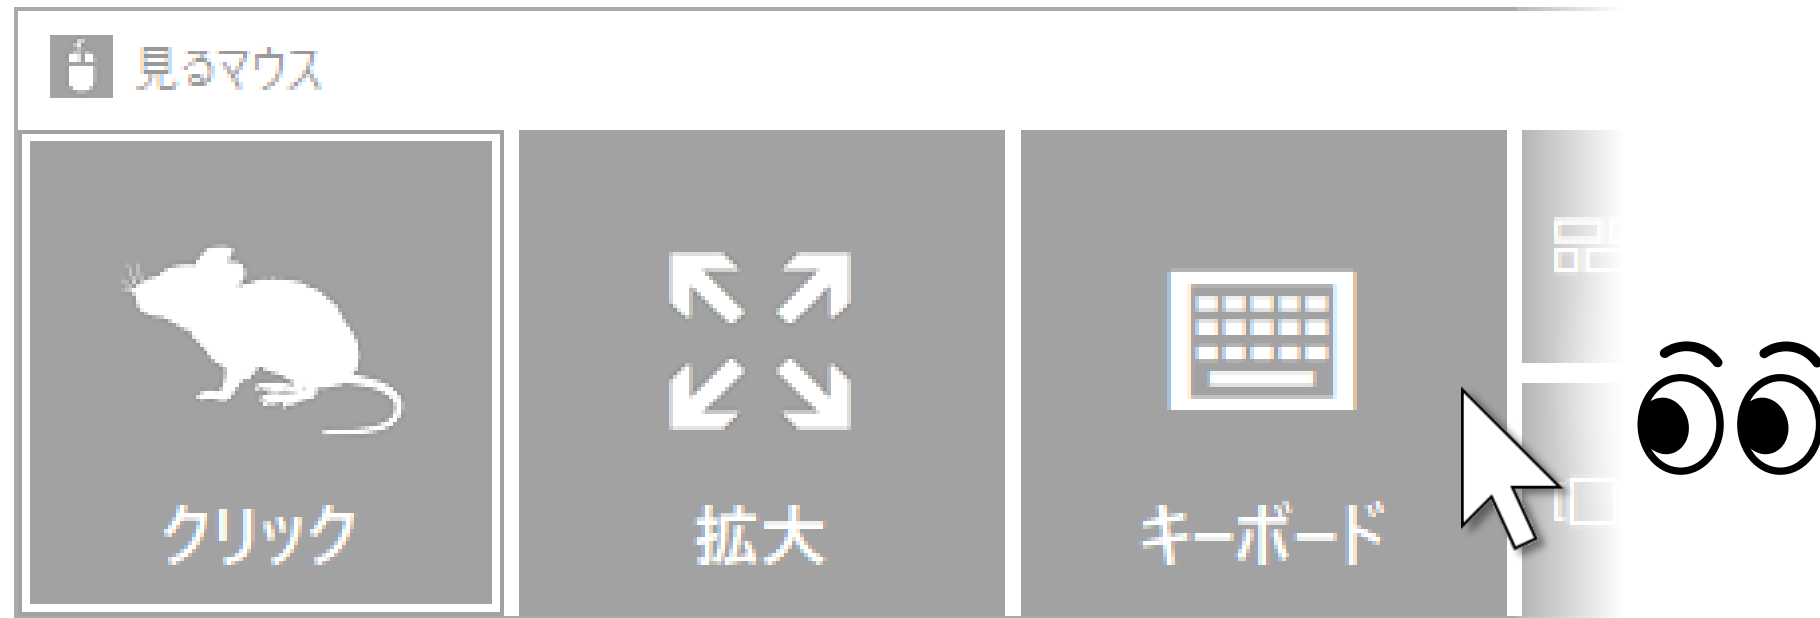 見るマウス
クリック
拡大
キーボード